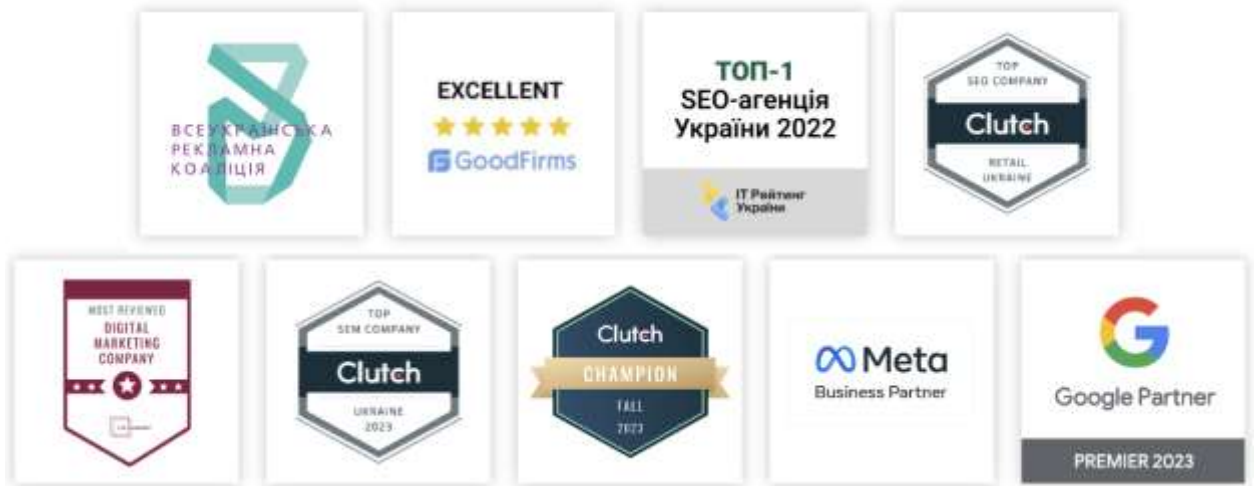 ВСЕУКРАЇНСЬКА
РЕКЛАМНА
КОАЛІЦІЯ
EXCELLENT
GoodFirms
ТОП-1
SEO-агенція
України 2022
ІТ Рейтинг
України
TOP
SEO COMPANY
Clutch
RETAIL
UKRAINE
MOST REVIEWED
DIGITAL
MARKETING
COMPANY
TOP
SEM COMPANY
Clutch
UKRAINE
2023
Clutch
CHAMPION
FALL
2023
Meta
Business Partner
Google Partner
PREMIER 2023